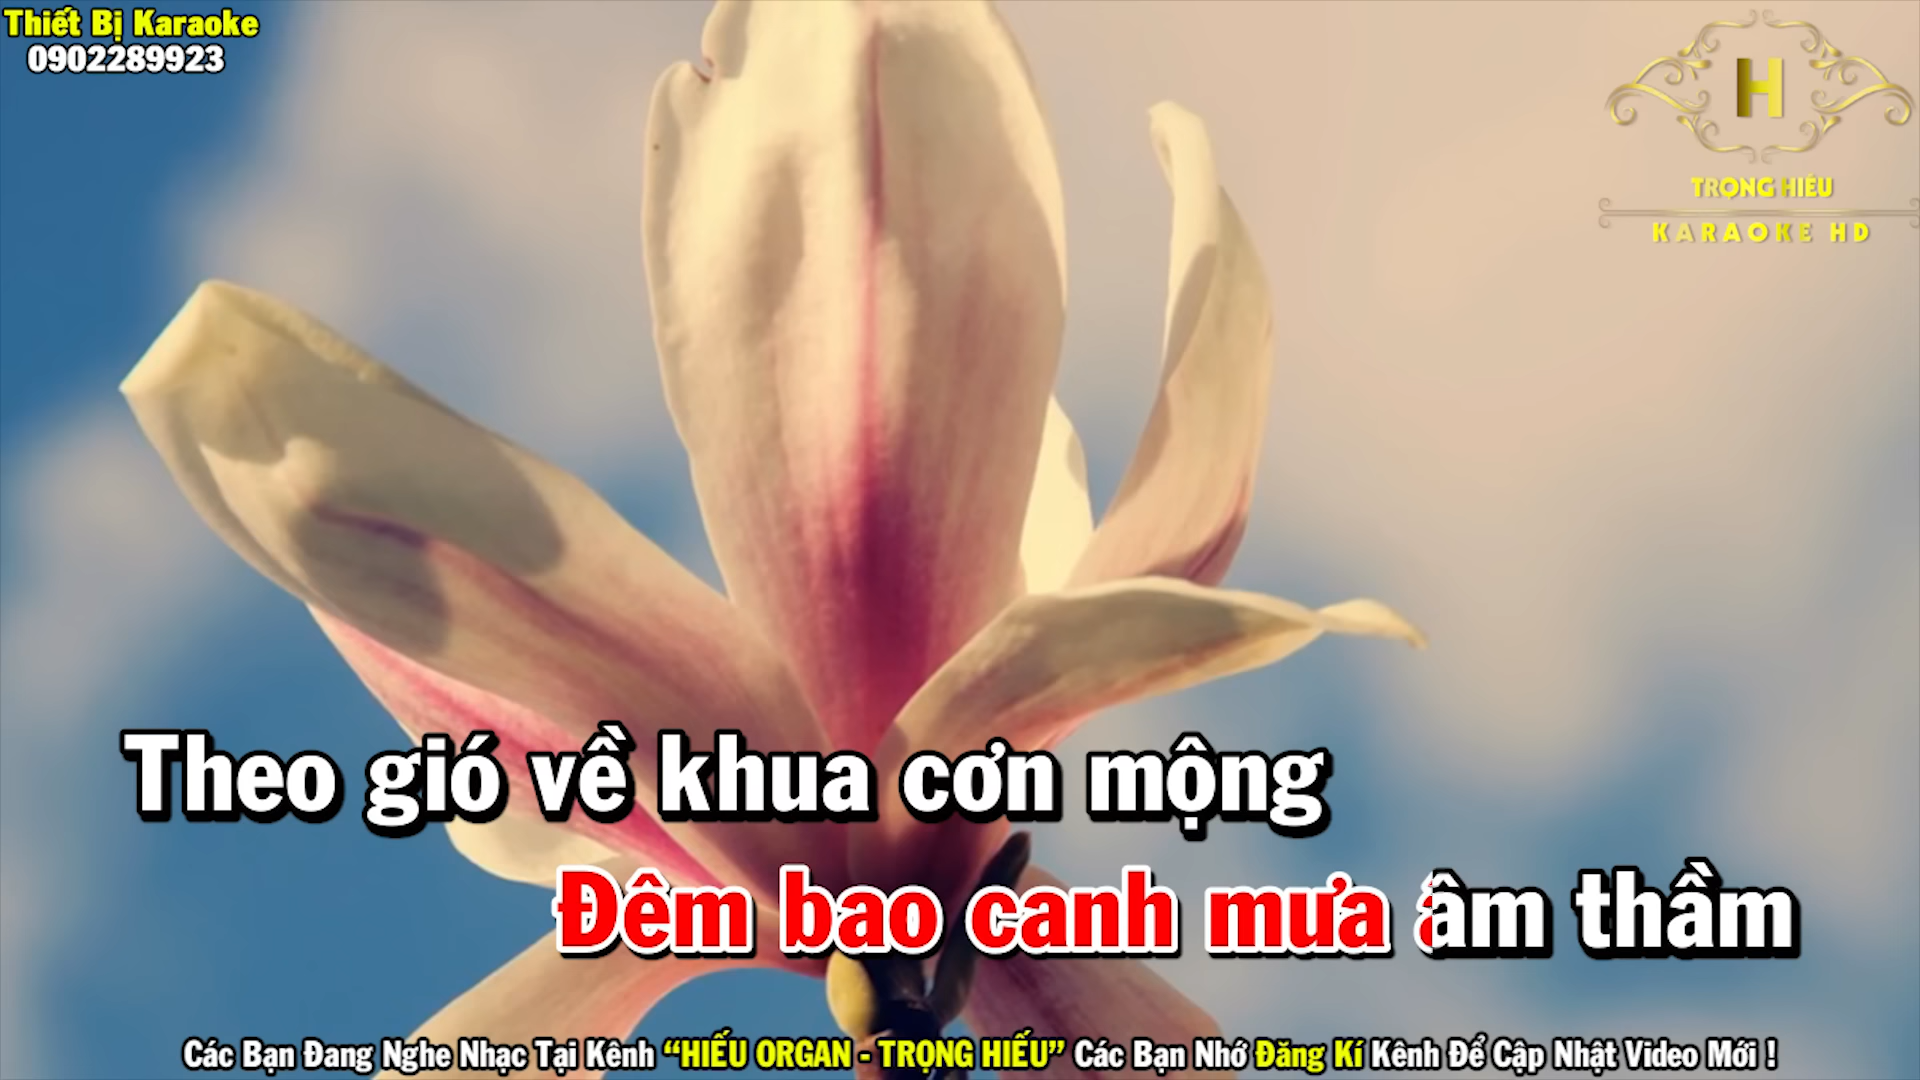 Thiết Bị Karaoke
0902289923
H
TRỌNG HIẾU
KARAOKE HD
Theo gió về khua cơn mộng
Đêm bao canh mưa âm thầm
Các Bạn Đang Nghe Nhạc Tại Kênh “HIẾU ORGAN - TRỌNG HIẾU” Các Bạn Nhớ Đăng Kí Kênh Để Cập Nhật Video Mới !